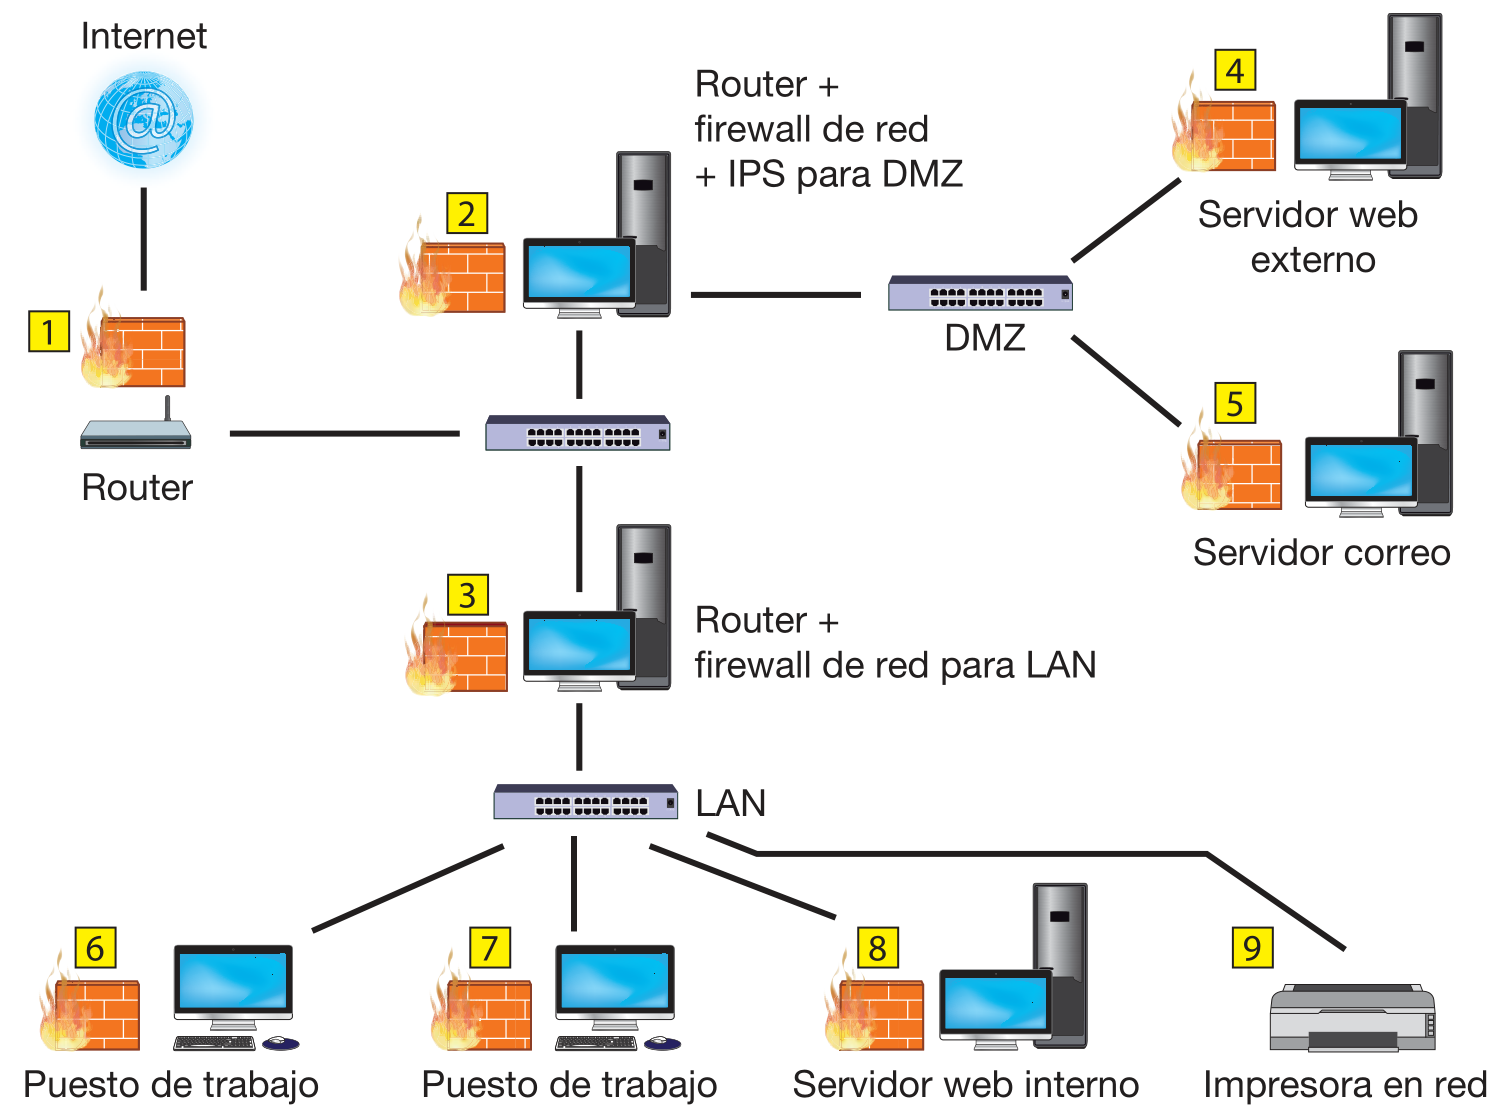 Internet
1
Router
2
Router +
firewall de red
+ IPS para DMZ
DMZ
4
Servidor web
externo
5
Servidor correo
3
Router +
firewall de red para LAN
LAN
6
Puesto de trabajo
7
Puesto de trabajo
8
Servidor web interno
9
Impresora en red